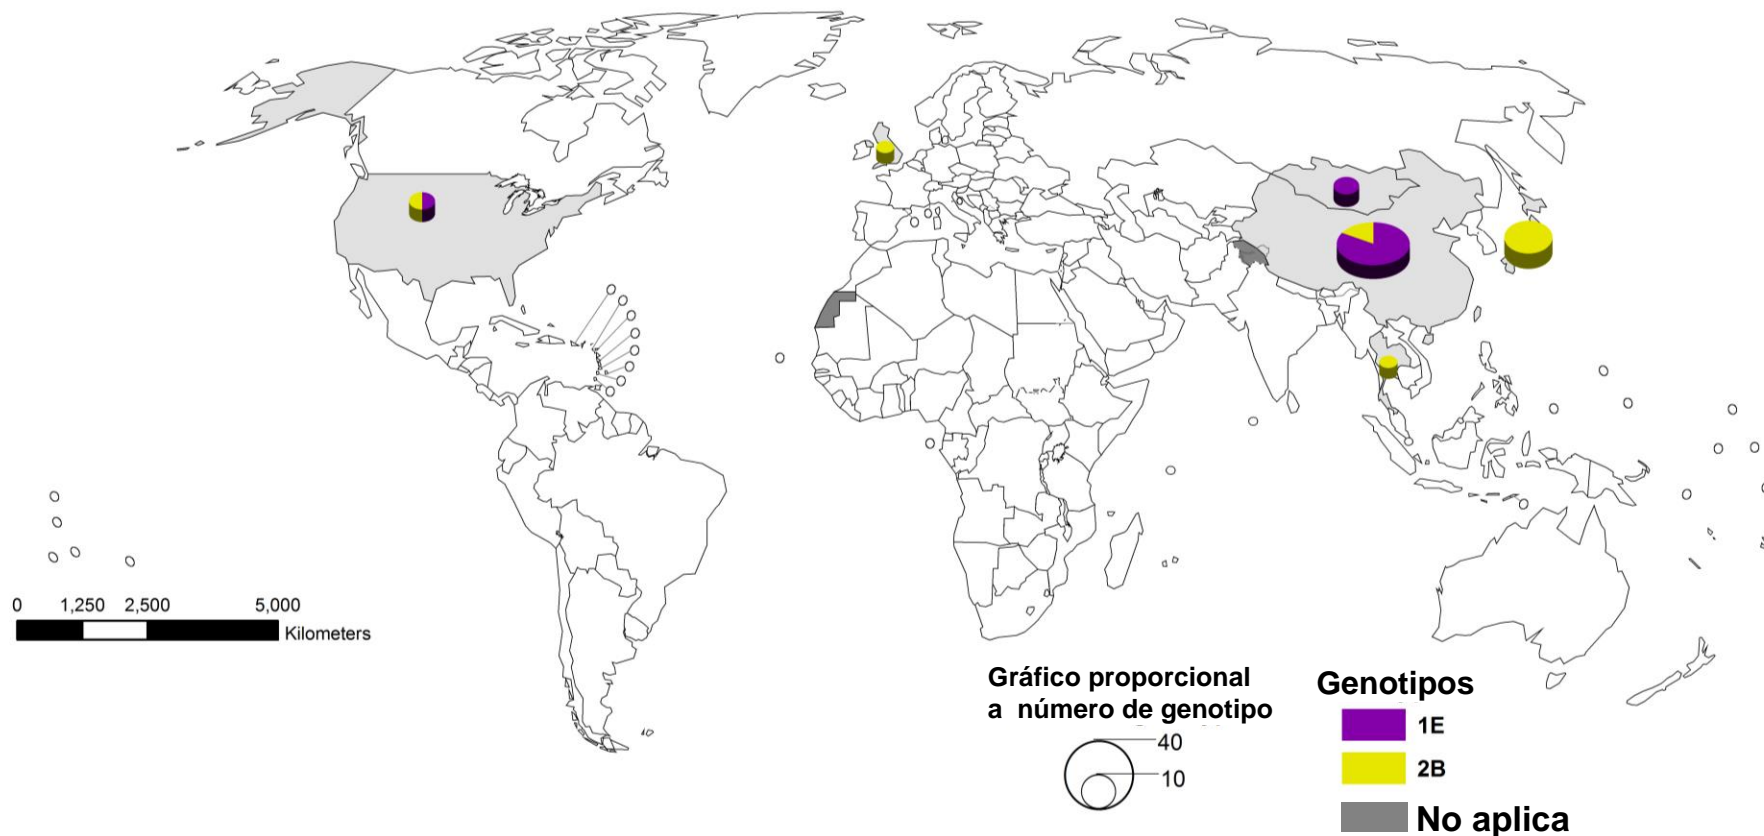 0 1,250 2,500 5,000
Kilometers
Gráfico proporcional
a número de genotipo
40
10
Genotipos
1E
2B
No aplica